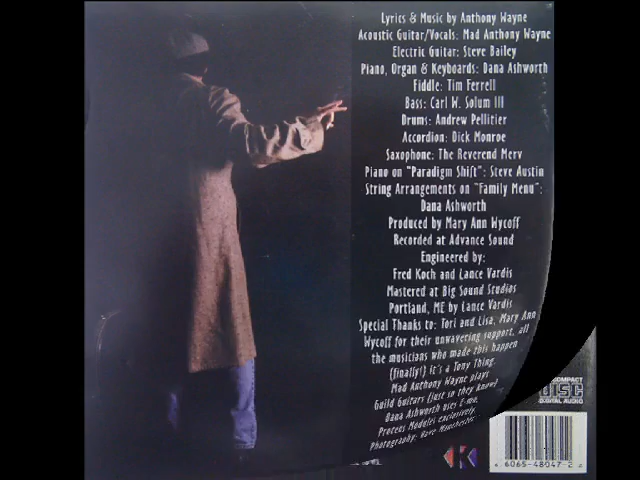 Lyrics & Music by Anthony Wayne
Acoustic Guitar/Vocals: Mad Anthony Wayne
Electric Guitar: Steve Bailey
Piano, Organ & Keyboards: Dana Ashworth
Fiddle: Tim Ferrell
Bass: Carl W. Solum III
Drums: Andrew Pellitier
Accordion: Dick Monroe
Saxophone: The Reverend Merv
Piano on "Paradigm Shift": Steve Austin
String Arrangements on "Family Menu":
Dana Ashworth
Produced by Mary Ann Wycoff
Recorded at Advance Sound
Engineered by:
Fred Koch and Lance Vardis
Mastered at Big Sound Studios
Portland, ME by Lance Vardis
Special Thanks to: Tori and Lisa, Mary Ann
Wycoff for their unwavering support, all
the musicians who made this happen
(finally!) it's a Tony Thing.
Mad Anthony Wayne plays
Guild Guitars (just so they know)
Dana Ashworth uses E-mu,
Proteus Modules exclusively.
Photography: Dave Manchester
COMPACT
disc
DIGITAL AUDIO
K
6065-48047-2